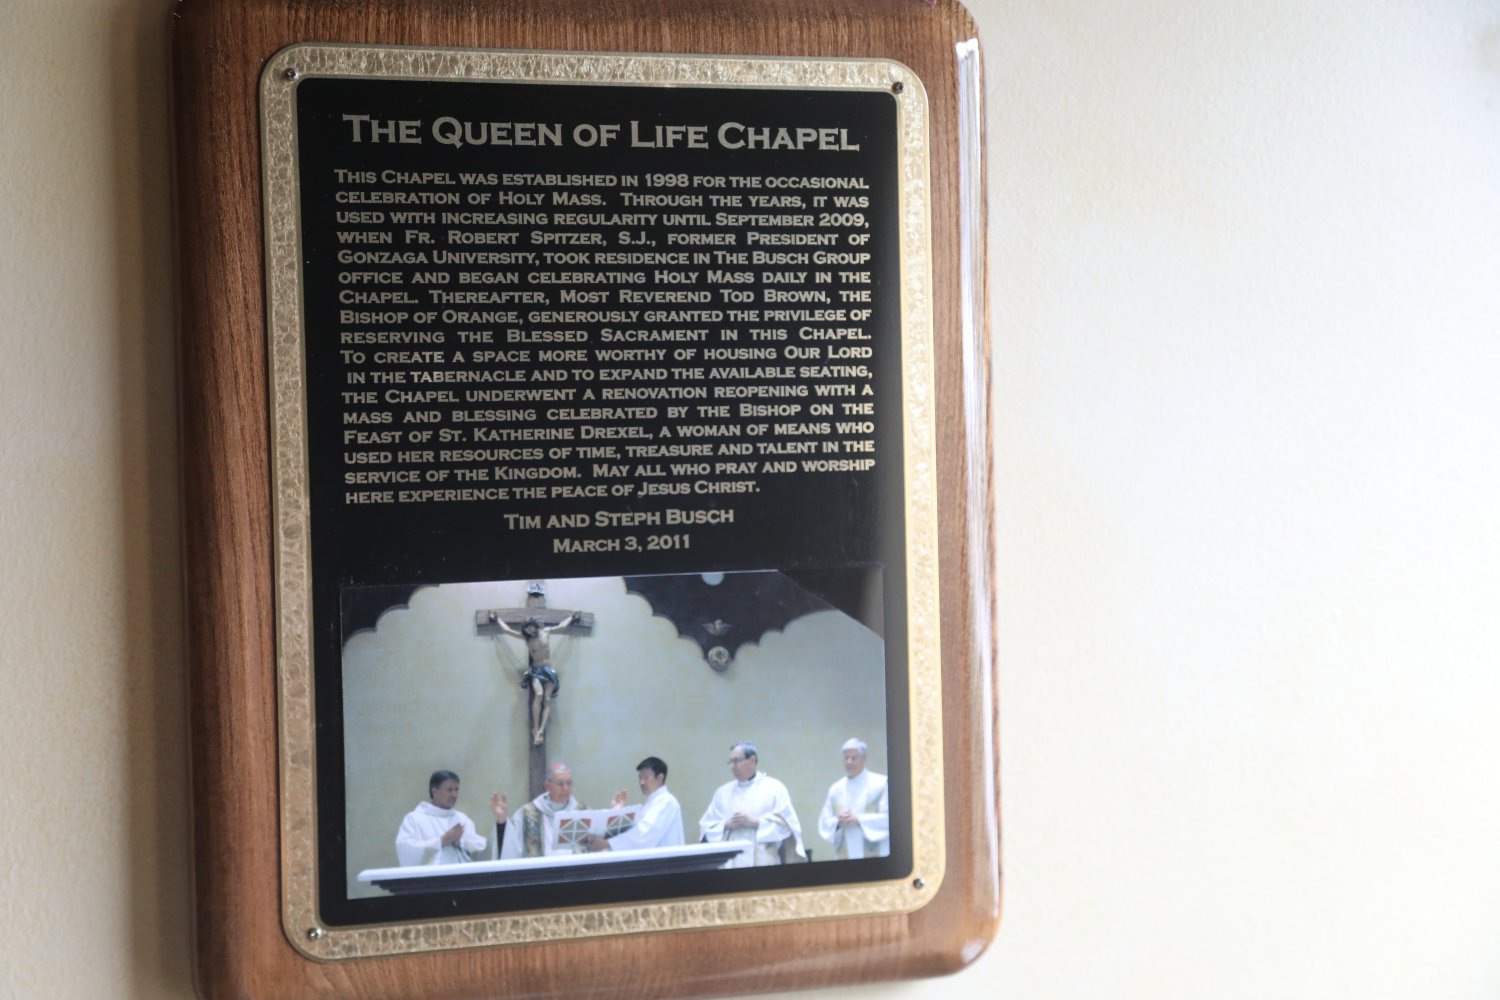 THE QUEEN OF LIFE CHAPEL
THIS CHAPEL WAS ESTABLISHED IN 1998 FOR THE OCCASIONAL
CELEBRATION OF HOLY MASS. THROUGH THE YEARS, IT WAS
USED WITH INCREASING REGULARITY UNTIL SEPTEMBER 2009,
WHEN FR. ROBERT SPITZER, S.J., FORMER PRESIDENT OF
GONZAGA UNIVERSITY, TOOK RESIDENCE IN THE BUSCH GROUP
OFFICE AND BEGAN CELEBRATING HOLY MASS DAILY IN THE
CHAPEL. THEREAFTER, MOST REVEREND TOD BROWN, THE
BISHOP OF ORANGE, GENEROUSLY GRANTED THE PRIVILEGE OF
RESERVING THE BLESSED SACRAMENT IN THIS CHAPEL.
TO CREATE A SPACE MORE WORTHY OF HOUSING OUR LORD
IN THE TABERNACLE AND TO EXPAND THE AVAILABLE SEATING,
THE CHAPEL UNDERWENT A RENOVATION REOPENING WITH A
MASS AND BLESSING CELEBRATED BY THE BISHOP ON THE
FEAST OF ST. KATHERINE DREXEL, A WOMAN OF MEANS WHO
USED HER RESOURCES OF TIME, TREASURE AND TALENT IN THE
SERVICE OF THE KINGDOM. MAY ALL WHO PRAY AND WORSHIP
HERE EXPERIENCE THE PEACE OF JESUS CHRIST.
TIM AND STEPH BUSCH
MARCH 3, 2011